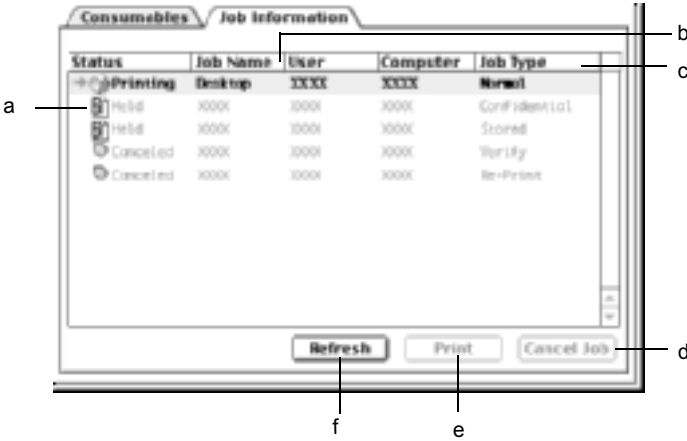 Consumables Job Information
b
Status Job Name User Computer Job Type
c
Printing Desktop XXXX XXXX Normal
a
Held XXXX XXXX XXXX Confidential
Held XXXX XXXX XXXX Stored
Canceled XXXX XXXX XXXX Verify
Canceled XXXX XXXX XXXX Re-Print
Refresh Print Cancel Job
d
f
e